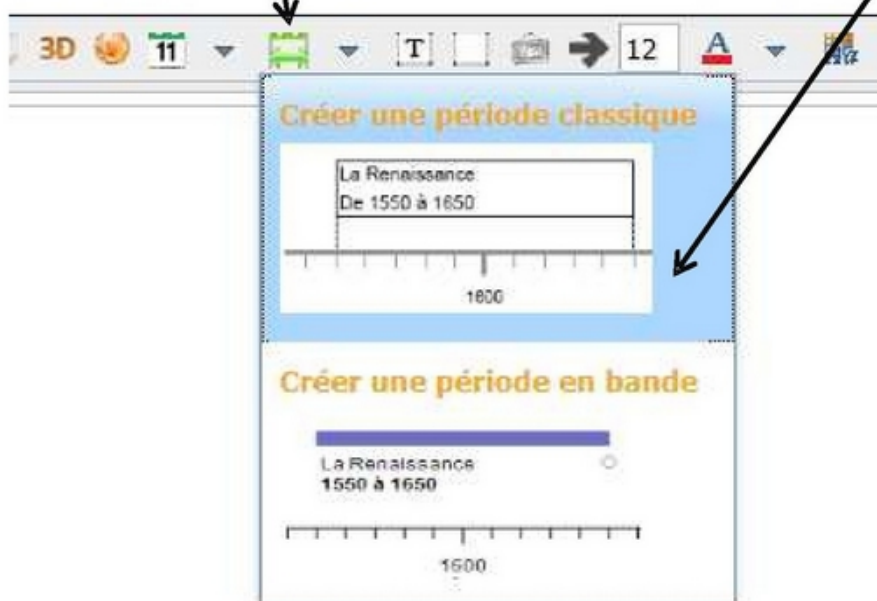 3D 11 T 12 A
Créer une période classique
La Renaissance
De 1550 à 1650
1600
Créer une période en bande
La Renaissance
1550 à 1650
1600